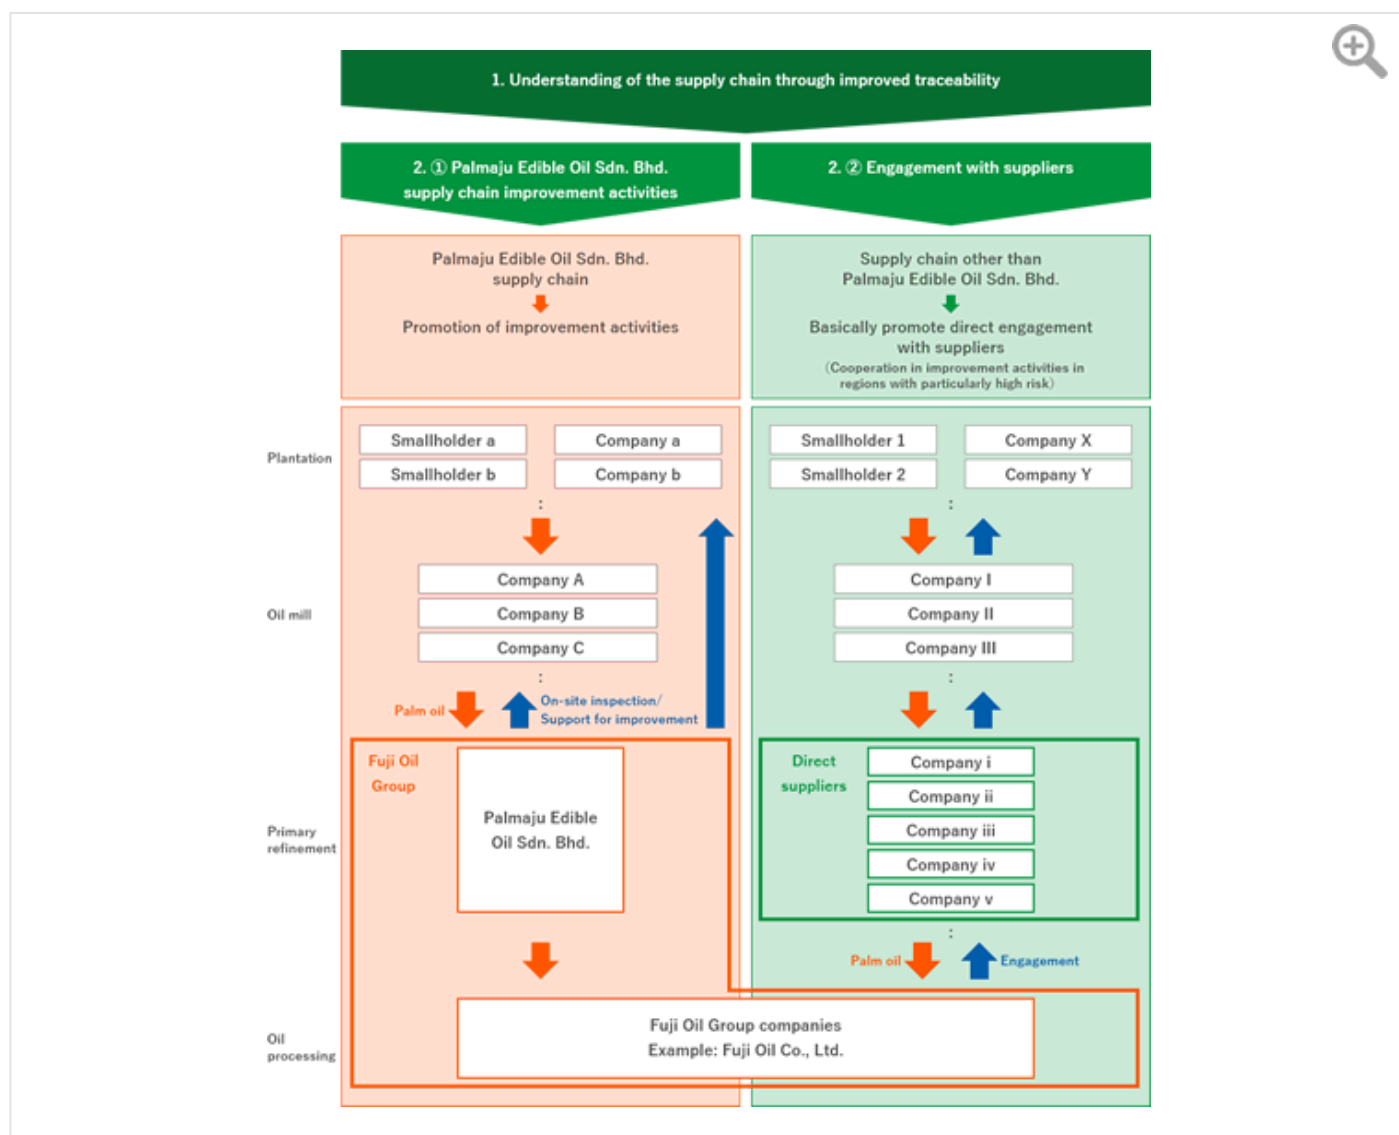 1. Understanding of the supply chain through improved traceability
2. ① Palmaju Edible Oil Sdn. Bhd.
supply chain improvement activities
2. ② Engagement with suppliers
Palmaju Edible Oil Sdn. Bhd.
supply chain
Promotion of improvement activities
Supply chain other than
Palmaju Edible Oil Sdn. Bhd.
Basically promote direct engagement
with suppliers
(Cooperation in improvement activities in
regions with particularly high risk)
Plantation
Smallholder a
Company a
Smallholder b
Company b
:
Smallholder 1
Company X
Smallholder 2
Company Y
:
Oil mill
Company A
Company B
Company C
:
Company I
Company II
Company III
:
Palm oil
On-site inspection/
Support for improvement
Primary
refinement
Fuji Oil
Group
Palmaju Edible
Oil Sdn. Bhd.
Direct
suppliers
Company i
Company ii
Company iii
Company iv
Company v
:
Palm oil
Engagement
Oil
processing
Fuji Oil Group companies
Example: Fuji Oil Co., Ltd.